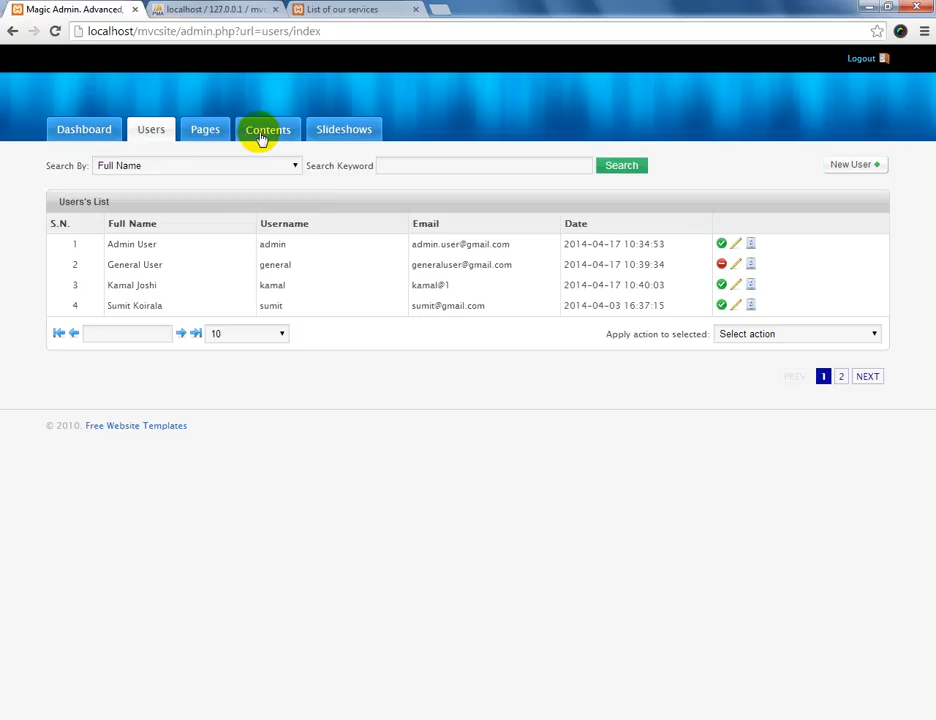 Magic Admin. Advanced,
localhost / 127.0.0.1 / mvc
List of our services
localhost/mvcsite/admin.php?url=users/index
Logout
Dashboard
Users
Pages
Contents
Slideshows
Search By:
Full Name
Search Keyword
Search
New User
Users's List
S.N. Full Name Username Email Date
1 Admin User admin admin.user@gmail.com 2014-04-17 10:34:53
2 General User general generaluser@gmail.com 2014-04-17 10:39:34
3 Kamal Joshi kamal kamal@1 2014-04-17 10:40:03
4 Sumit Koirala sumit sumit@gmail.com 2014-04-03 16:37:15
10
Apply action to selected: Select action
PREV 1 2 NEXT
© 2010. Free Website Templates